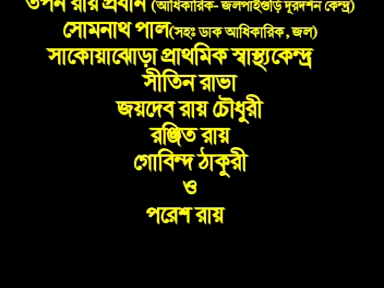 তপন রায় প্রধান (আধিকারিক- জলপাইগুড়ি দূরদর্শন কেন্দ্র)
সোমনাথ পাল(সহঃ ডাক আধিকারিক, জল)
সাকোয়াঝোড়া প্রাথমিক স্বাস্থ্যকেন্দ্র
সীতিন রাভা
জয়দেব রায় চৌধুরী
রঞ্জিত রায়
গোবিন্দ ঠাকুরী
ও
পরেশ রায়